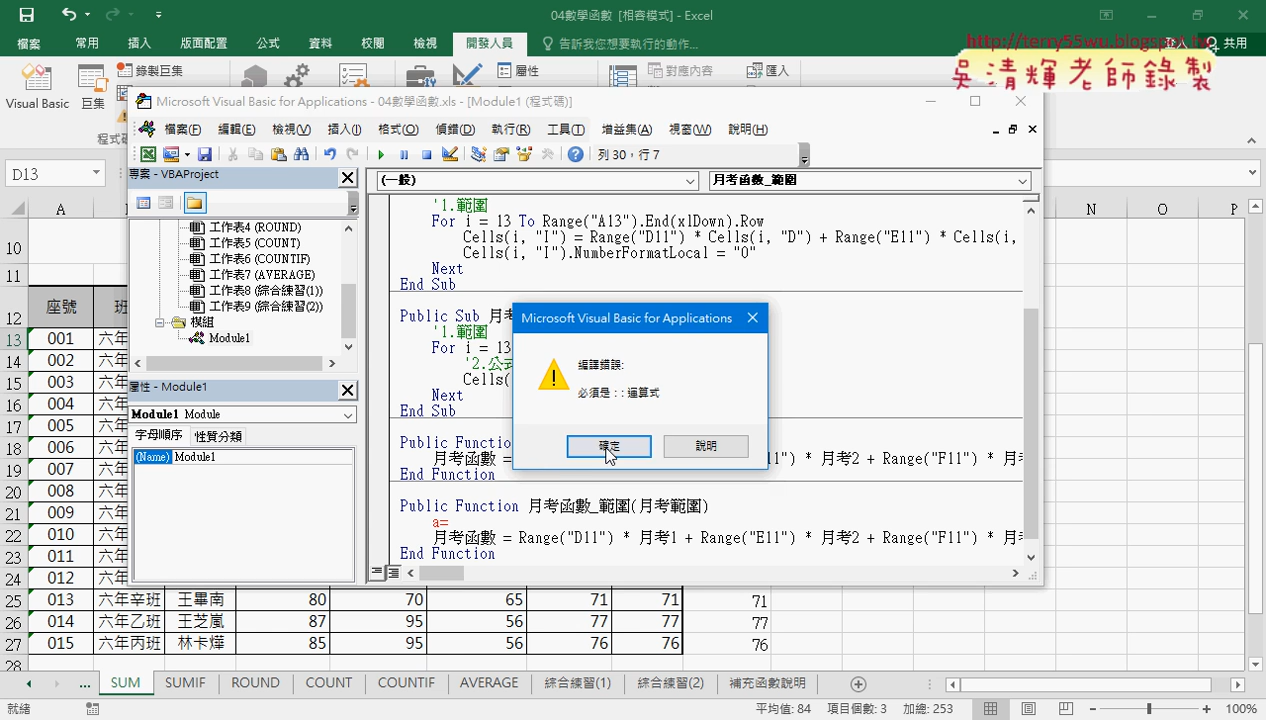 04數學函數 [相容模式] - Excel
檔案 常用 插入 版面配置 公式 資料 校閱 檢視 開發人員 告訴我您想要執行的動作... 共用
http://terry55wu.blogspot.tw
吳清輝老師錄製
Visual Basic 巨集 錄製巨集 屬性 對應內容 匯入
Microsoft Visual Basic for Applications - 04數學函數.xls - [Module1 (程式碼)]
檔案(F) 編輯(E) 檢視(V) 插入(I) 格式(O) 偵錯(D) 執行(R) 工具(T) 增益集(A) 視窗(W) 說明(H)
列 30，行 7
D13
專案 - VBAProject
(一般) 月考函數_範圍
工作表4 (ROUND)
工作表5 (COUNT)
工作表6 (COUNTIF)
工作表7 (AVERAGE)
工作表8 (綜合練習(1))
工作表9 (綜合練習(2))
模組
Module1
屬性 - Module1
Module1 Module
字母順序 性質分類
(Name) Module1
'1.範圍
For i = 13 To Range("A13").End(xlDown).Row
Cells(i, "I") = Range("D11") * Cells(i, "D") + Range("E11") * Cells(i,
Cells(i, "I").NumberFormatLocal = "0"
Next
End Sub
Public Sub 月
'1.範圍
For i = 13
'2.公式
Cells(
Next
End Sub
Public Functio
月考函數 = 11") * 月考2 + Range("F11") * 月
End Function
Public Function 月考函數_範圍(月考範圍)
a=
月考函數 = Range("D11") * 月考1 + Range("E11") * 月考2 + Range("F11") * 月
End Function
Microsoft Visual Basic for Applications
編譯錯誤:
必須是: : 運算式
確定 說明
A N O P
10
11
12 座號 班
13 001 六年
14 002 六年
15 003 六年
16 004 六年
17 005 六年
18 006 六年
19 007 六年
20 008 六年
21 009 六年
22 010 六年
23 011 六年
24 012 六年
25 013 六年辛班 王畢南 80 70 65 71 71 71
26 014 六年乙班 王芝嵐 87 95 56 77 77 77
27 015 六年丙班 林卡燁 85 95 56 76 76 76
28
... SUM SUMIF ROUND COUNT COUNTIF AVERAGE 綜合練習(1) 綜合練習(2) 補充函數說明
就緒 平均值: 84 項目個數: 3 加總: 253 100%